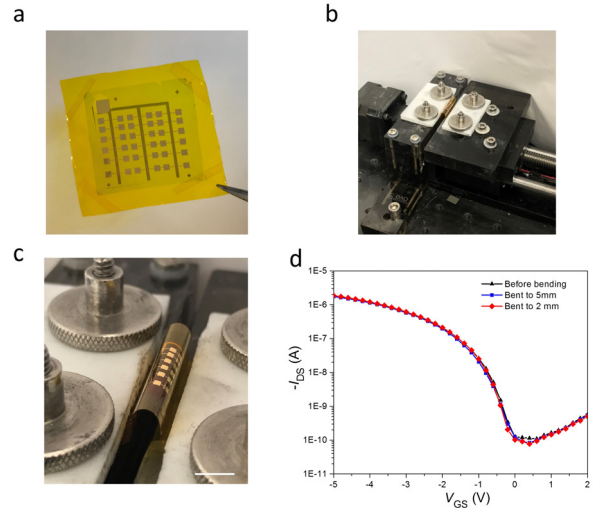 a
b
c
d
1E-5
1E-6
1E-7
1E-8
1E-9
1E-10
1E-11
-I_DS (A)
Before bending
Bent to 5mm
Bent to 2 mm
-5 -4 -3 -2 -1 0 1 2
V_GS (V)